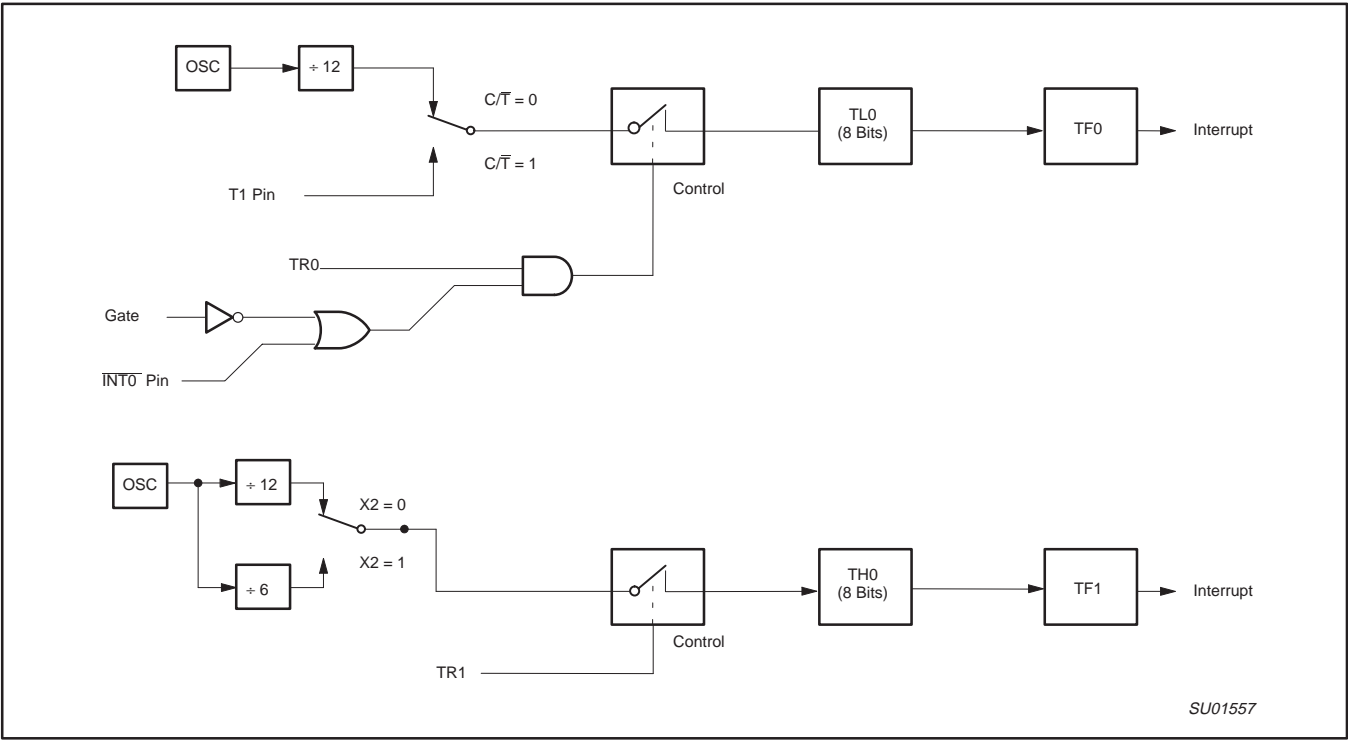 OSC
÷ 12
C/T̅ = 0
C/T̅ = 1
T1 Pin
Control
TL0
(8 Bits)
TF0
Interrupt
TR0
Gate
I̅N̅T̅0̅ Pin
OSC
÷ 12
X2 = 0
X2 = 1
÷ 6
Control
TH0
(8 Bits)
TF1
Interrupt
TR1
SU01557